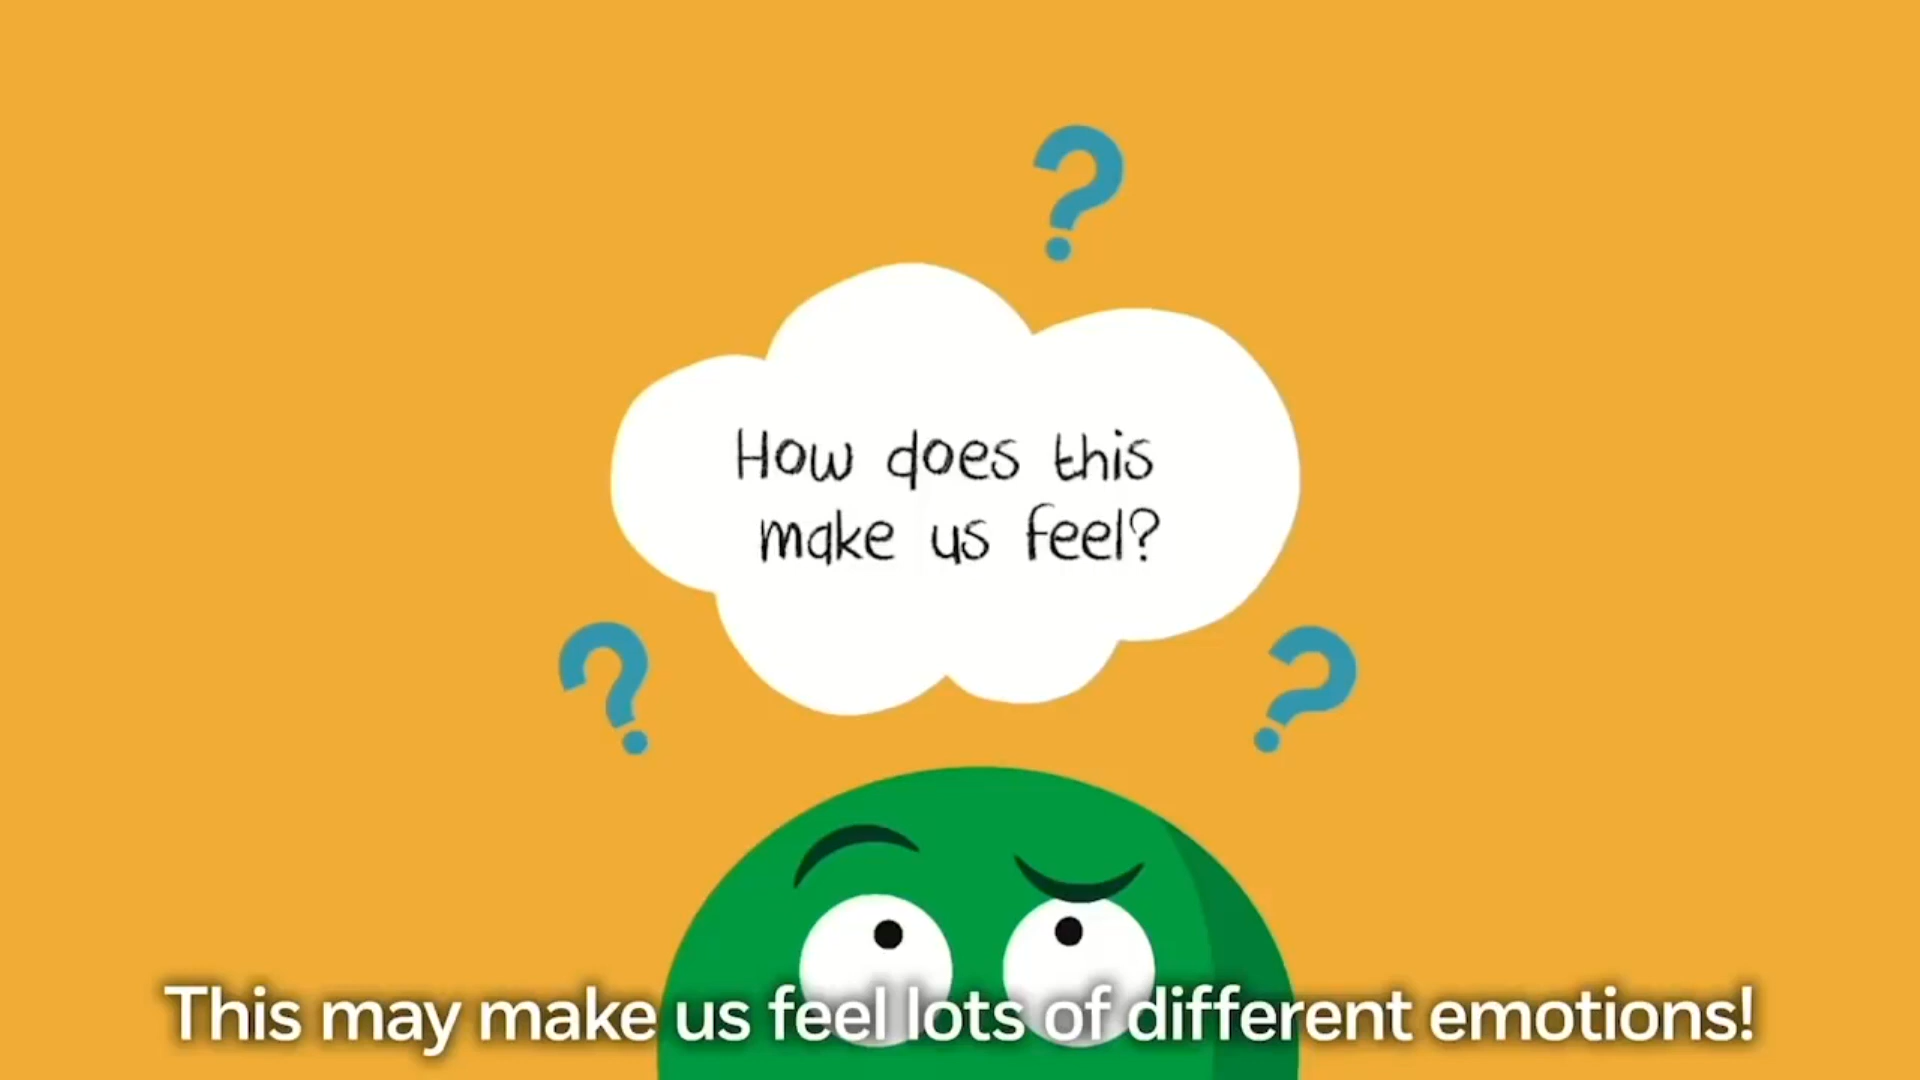 ?
How does this
make us feel?
? ?
This may make us feel lots of different emotions!